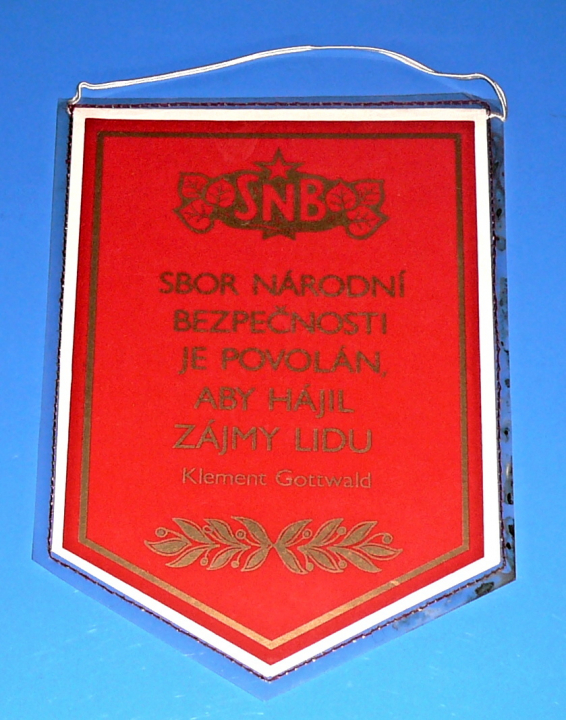 SNB
SBOR NÁRODNÍ
BEZPEČNOSTI
JE POVOLÁN,
ABY HÁJIL
ZÁJMY LIDU
Klement Gottwald